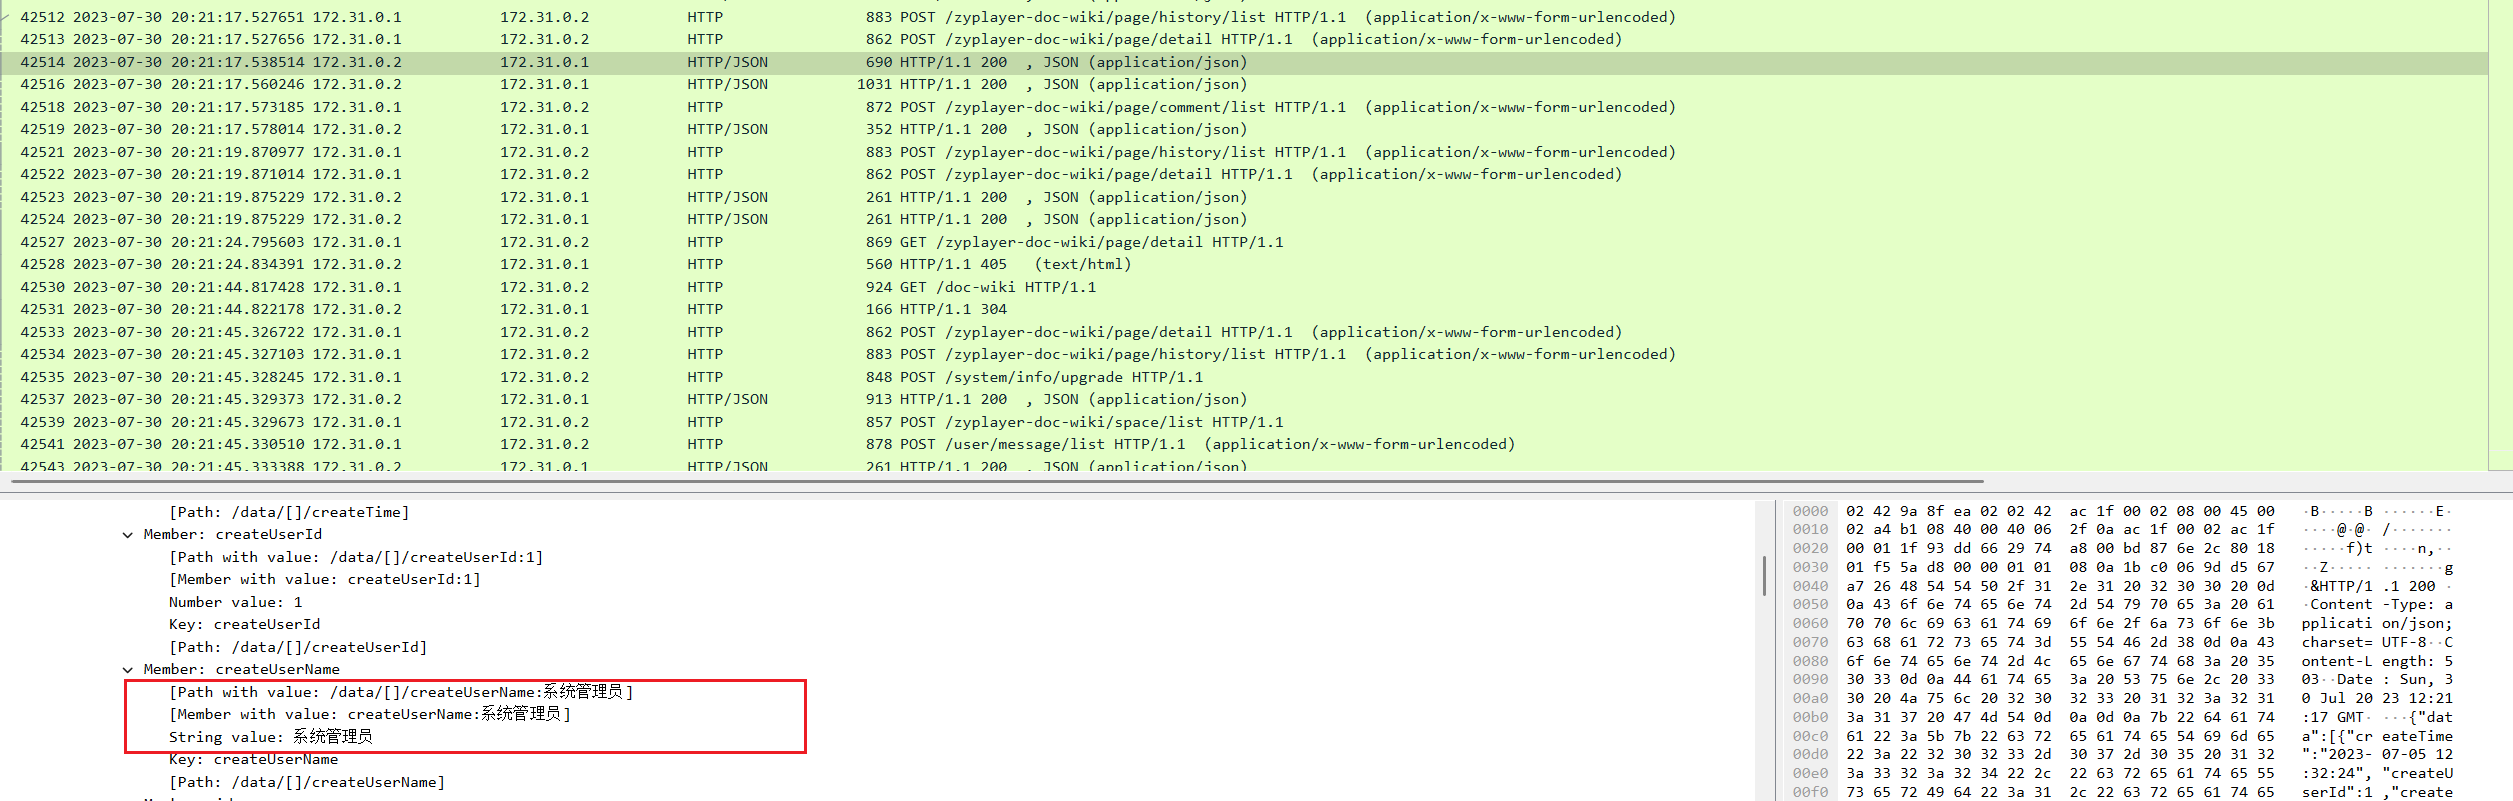 42512 2023-07-30 20:21:17.527651 172.31.0.1 172.31.0.2 HTTP 883 POST /zyplayer-doc-wiki/page/history/list HTTP/1.1 (application/x-www-form-urlencoded)
42513 2023-07-30 20:21:17.527656 172.31.0.1 172.31.0.2 HTTP 862 POST /zyplayer-doc-wiki/page/detail HTTP/1.1 (application/x-www-form-urlencoded)
42514 2023-07-30 20:21:17.538514 172.31.0.2 172.31.0.1 HTTP/JSON 690 HTTP/1.1 200 , JSON (application/json)
42516 2023-07-30 20:21:17.560246 172.31.0.2 172.31.0.1 HTTP/JSON 1031 HTTP/1.1 200 , JSON (application/json)
42518 2023-07-30 20:21:17.573185 172.31.0.1 172.31.0.2 HTTP 872 POST /zyplayer-doc-wiki/page/comment/list HTTP/1.1 (application/x-www-form-urlencoded)
42519 2023-07-30 20:21:17.578014 172.31.0.2 172.31.0.1 HTTP/JSON 352 HTTP/1.1 200 , JSON (application/json)
42521 2023-07-30 20:21:19.870977 172.31.0.1 172.31.0.2 HTTP 883 POST /zyplayer-doc-wiki/page/history/list HTTP/1.1 (application/x-www-form-urlencoded)
42522 2023-07-30 20:21:19.871014 172.31.0.1 172.31.0.2 HTTP 862 POST /zyplayer-doc-wiki/page/detail HTTP/1.1 (application/x-www-form-urlencoded)
42523 2023-07-30 20:21:19.875229 172.31.0.2 172.31.0.1 HTTP/JSON 261 HTTP/1.1 200 , JSON (application/json)
42524 2023-07-30 20:21:19.875229 172.31.0.2 172.31.0.1 HTTP/JSON 261 HTTP/1.1 200 , JSON (application/json)
42527 2023-07-30 20:21:24.795603 172.31.0.1 172.31.0.2 HTTP 869 GET /zyplayer-doc-wiki/page/detail HTTP/1.1
42528 2023-07-30 20:21:24.834391 172.31.0.2 172.31.0.1 HTTP 560 HTTP/1.1 405 (text/html)
42530 2023-07-30 20:21:44.817428 172.31.0.1 172.31.0.2 HTTP 924 GET /doc-wiki HTTP/1.1
42531 2023-07-30 20:21:44.822178 172.31.0.2 172.31.0.1 HTTP 166 HTTP/1.1 304
42533 2023-07-30 20:21:45.326722 172.31.0.1 172.31.0.2 HTTP 862 POST /zyplayer-doc-wiki/page/detail HTTP/1.1 (application/x-www-form-urlencoded)
42534 2023-07-30 20:21:45.327103 172.31.0.1 172.31.0.2 HTTP 883 POST /zyplayer-doc-wiki/page/history/list HTTP/1.1 (application/x-www-form-urlencoded)
42535 2023-07-30 20:21:45.328245 172.31.0.1 172.31.0.2 HTTP 848 POST /system/info/upgrade HTTP/1.1
42537 2023-07-30 20:21:45.329373 172.31.0.2 172.31.0.1 HTTP/JSON 913 HTTP/1.1 200 , JSON (application/json)
42539 2023-07-30 20:21:45.329673 172.31.0.1 172.31.0.2 HTTP 857 POST /zyplayer-doc-wiki/space/list HTTP/1.1
42541 2023-07-30 20:21:45.330510 172.31.0.1 172.31.0.2 HTTP 878 POST /user/message/list HTTP/1.1 (application/x-www-form-urlencoded)
42543 2023-07-30 20:21:45.333388 172.31.0.2 172.31.0.1 HTTP/JSON 261 HTTP/1.1 200 , JSON (application/json)
[Path: /data/[]/createTime]
Member: createUserId
[Path with value: /data/[]/createUserId:1]
[Member with value: createUserId:1]
Number value: 1
Key: createUserId
[Path: /data/[]/createUserId]
Member: createUserName
[Path with value: /data/[]/createUserName:系统管理员]
[Member with value: createUserName:系统管理员]
String value: 系统管理员
Key: createUserName
[Path: /data/[]/createUserName]
0000 02 42 9a 8f ea 02 02 42 ac 1f 00 02 08 00 45 00 ·B·····B······E·
0010 02 a4 b1 08 40 00 40 06 2f 0a ac 1f 00 02 ac 1f ····@·@·/·······
0020 00 01 1f 93 dd 66 29 74 a8 00 bd 87 6e 2c 80 18 ·····f)t····n,··
0030 01 f5 5a d8 00 00 01 01 08 0a 1b c0 06 9d d5 67 ··Z············g
0040 a7 26 48 54 54 50 2f 31 2e 31 20 32 30 30 20 0d ·&HTTP/1.1 200 ·
0050 0a 43 6f 6e 74 65 6e 74 2d 54 79 70 65 3a 20 61 ·Content-Type: a
0060 70 70 6c 69 63 61 74 69 6f 6e 2f 6a 73 6f 6e 3b pplication/json;
0070 63 68 61 72 73 65 74 3d 55 54 46 2d 38 0d 0a 43 charset=UTF-8··C
0080 6f 6e 74 65 6e 74 2d 4c 65 6e 67 74 68 3a 20 35 ontent-Length: 5
0090 30 33 0d 0a 44 61 74 65 3a 20 53 75 6e 2c 20 33 03··Date: Sun, 3
00a0 30 20 4a 75 6c 20 32 30 32 33 20 31 32 3a 32 31 0 Jul 2023 12:21
00b0 3a 31 37 20 47 4d 54 0d 0a 0d 0a 7b 22 64 61 74 :17 GMT····{"dat
00c0 61 22 3a 5b 7b 22 63 72 65 61 74 65 54 69 6d 65 a":[{"createTime
00d0 22 3a 22 32 30 32 33 2d 30 37 2d 30 35 20 31 32 ":"2023-07-05 12
00e0 3a 33 32 3a 32 34 22 2c 22 63 72 65 61 74 65 55 :32:24","createU
00f0 73 65 72 49 64 22 3a 31 2c 22 63 72 65 61 74 65 serId":1,"create